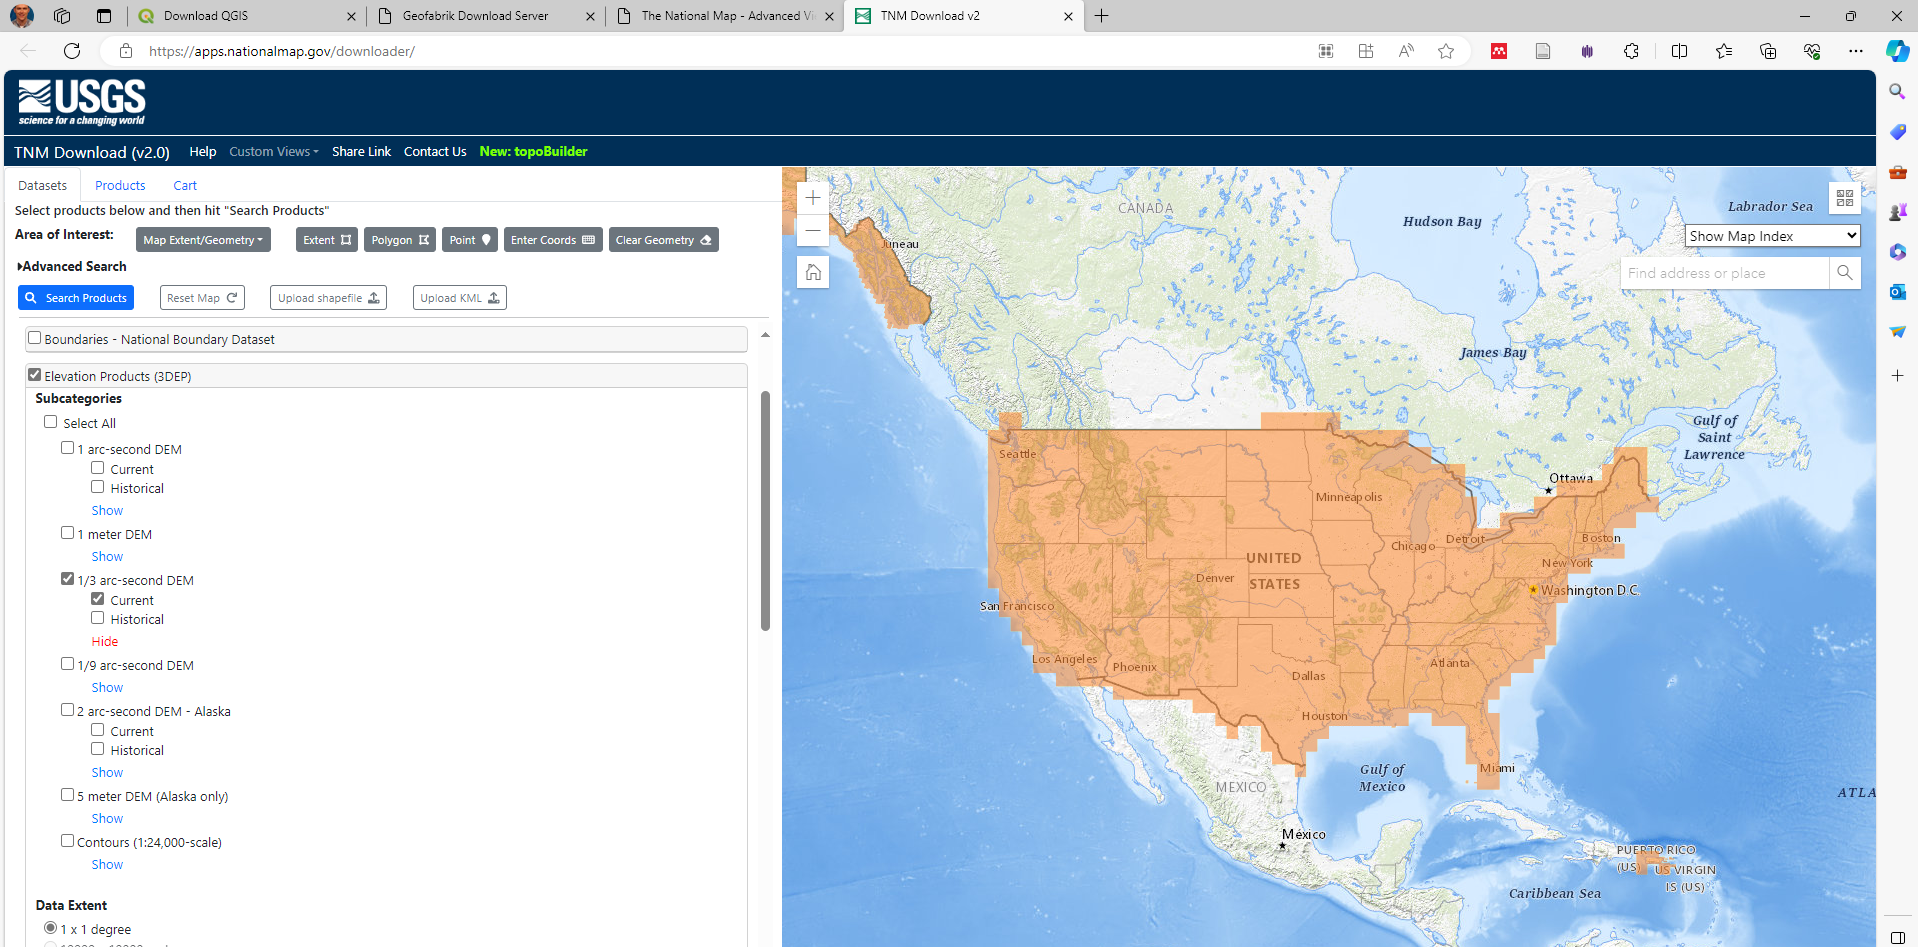 Download QGIS
Geofabrik Download Server
The National Map - Advanced Vi
TNM Download v2
https://apps.nationalmap.gov/downloader/
USGS
science for a changing world
TNM Download (v2.0) Help Custom Views Share Link Contact Us New: topoBuilder
Datasets Products Cart
Select products below and then hit "Search Products"
Area of Interest: Map Extent/Geometry Extent Polygon Point Enter Coords Clear Geometry
Advanced Search
Search Products Reset Map Upload shapefile Upload KML
Boundaries - National Boundary Dataset
Elevation Products (3DEP)
Subcategories
Select All
1 arc-second DEM
Current
Historical
Show
1 meter DEM
Show
1/3 arc-second DEM
Current
Historical
Hide
1/9 arc-second DEM
Show
2 arc-second DEM - Alaska
Current
Historical
Show
5 meter DEM (Alaska only)
Show
Contours (1:24,000-scale)
Show
Data Extent
1 x 1 degree
Show Map Index
Find address or place
CANADA
Hudson Bay
Labrador Sea
Juneau
James Bay
Gulf of
Saint
Lawrence
Seattle
Ottawa
Minneapolis
Chicago
Detroit
Boston
New York
UNITED
STATES
Denver
Washington D.C.
San Francisco
Los Angeles
Phoenix
Atlanta
Dallas
Houston
Miami
Gulf of
Mexico
MEXICO
México
ATLA
PUERTO RICO
(US)
US VIRGIN
IS (US)
Caribbean Sea